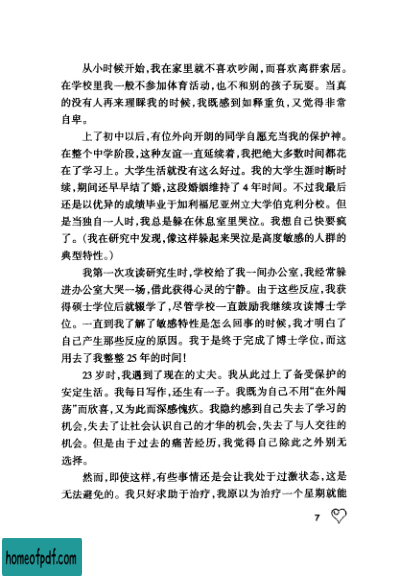 从小时候开始，我在家里就不喜欢吵闹，而喜欢离群索居。
在学校里我一般不参加体育活动，也不和别的孩子玩耍。当真
的没有人再来理睬我的时候，我既感到如释重负，又觉得非常
自卑。
上了初中以后，有位外向开朗的同学自愿充当我的保护神。
在整个中学阶段，这种友谊一直延续着，我把绝大多数时间都花
在了学习上。大学生活就没有这么好过。我的大学生涯时断时
续，期间还早早结了婚，这段婚姻维持了4年时间。不过我最后
还是以优异的成绩毕业于加利福尼亚州立大学伯克利分校。但
是当独自一人时，我总是躲在休息室里哭泣。我想自己快要疯
了。（我在研究中发现，像这样躲起来哭泣是高度敏感的人群的
典型特性。）
我第一次攻读研究生时，学校给了我一间办公室，我经常躲
进办公室大哭一场，借此获得心灵的宁静。由于这些反应，我获
得硕士学位后就辍学了，尽管学校一直鼓励我继续攻读博士学
位。一直到我了解了敏感特性是怎么回事的时候，我才明白了
自己产生那些反应的原因。我于是终于完成了博士学位，而这
用去了我整整25年的时间！
23岁时，我遇到了现在的丈夫。我从此过上了备受保护的
安定生活。我每日写作，还生有一子。我既为自己不用“在外闯
荡”而欣喜，又为此而深感愧疚。我隐约感到自己失去了学习的
机会，失去了让社会认识自己的才华的机会，失去了与人交往的
机会。但是由于过去的痛苦经历，我觉得自己除此之外别无
选择。
然而，即使这样，有些事情还是会让我处于过激状态，这是
无法避免的。我只好求助于治疗，我原以为治疗一个星期就能
7
homeofpdf.com